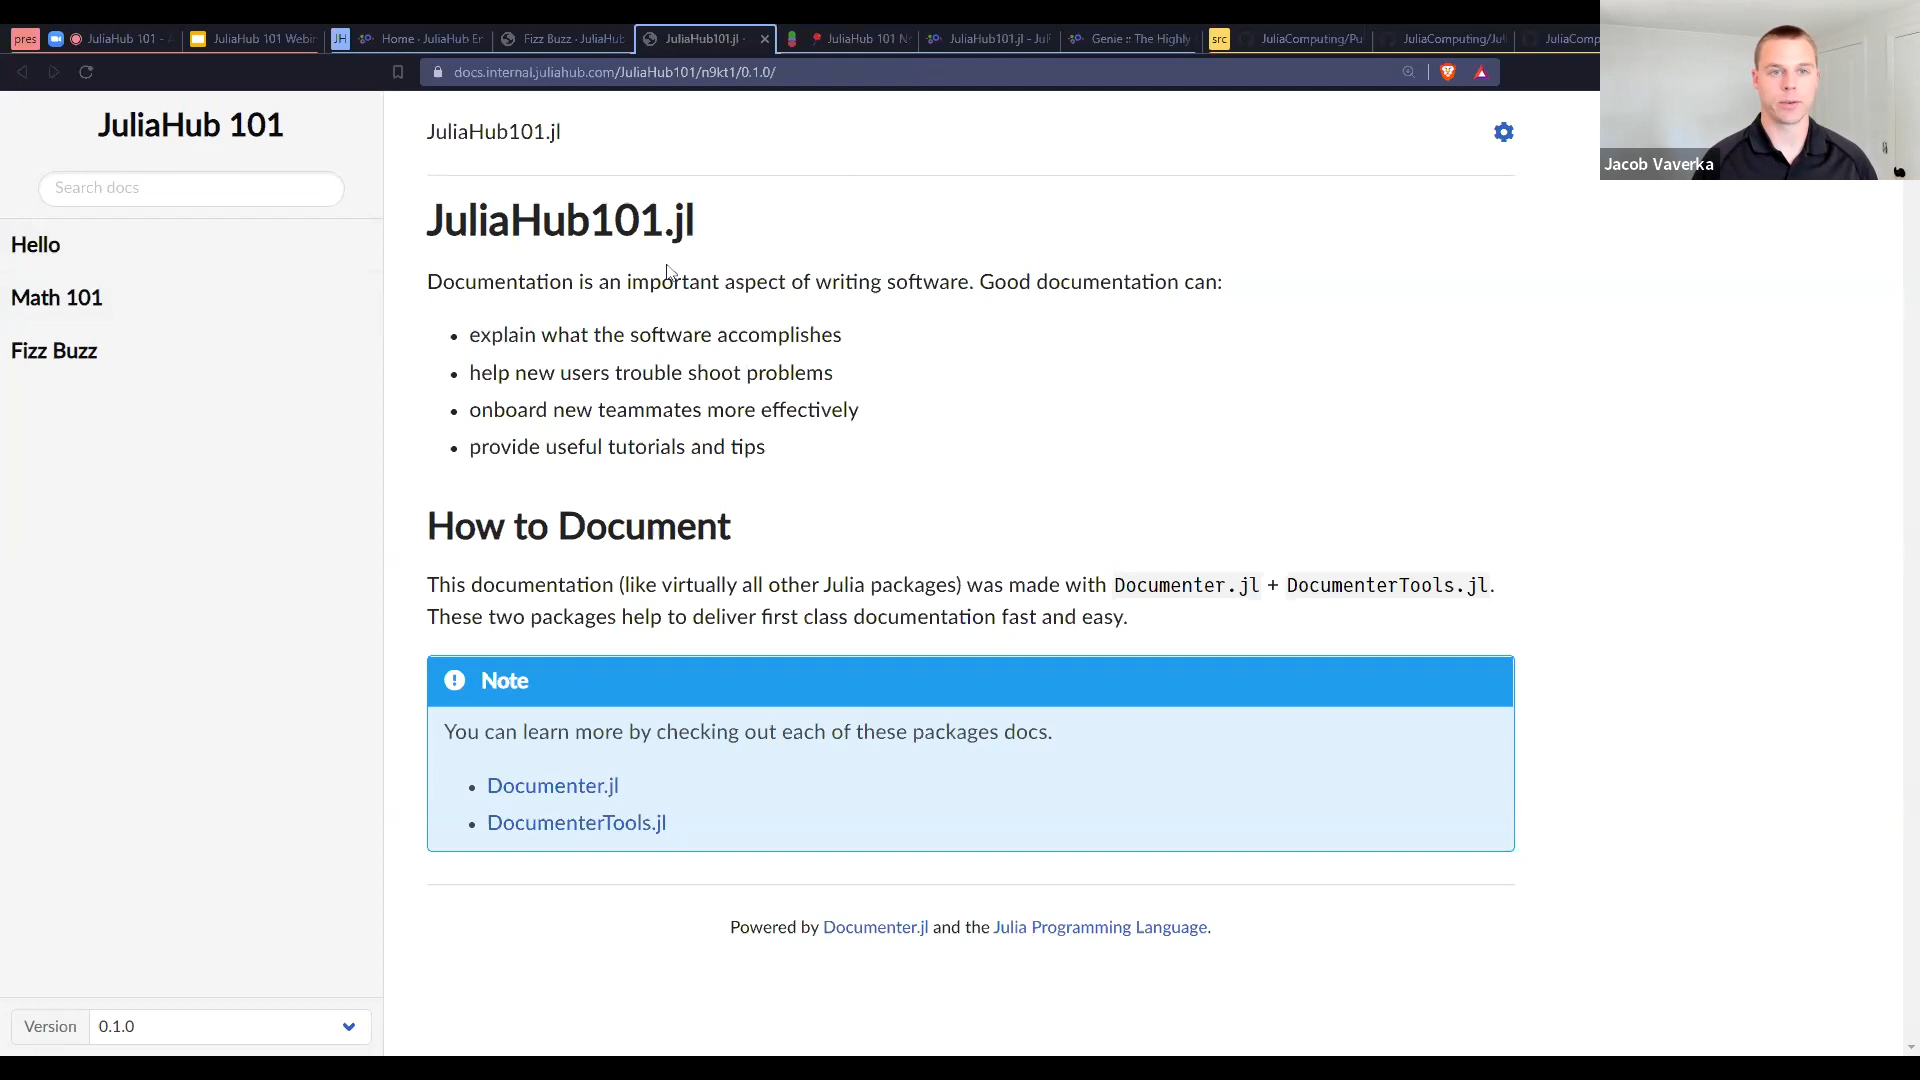 pres
JuliaHub 101 -
JuliaHub 101 Webin
JH
Home · JuliaHub En
Fizz Buzz · JuliaHub
JuliaHub101.jl ·
JuliaHub 101 N
JuliaHub101.jl - Jul
Genie :: The Highly
src
JuliaComputing/Pu
JuliaComputing/Jul
JuliaComp
docs.internal.juliahub.com/JuliaHub101/n9kt1/0.1.0/
Jacob Vaverka
JuliaHub 101
Search docs
Hello
Math 101
Fizz Buzz
Version 0.1.0
JuliaHub101.jl
JuliaHub101.jl
Documentation is an important aspect of writing software. Good documentation can:
• explain what the software accomplishes
• help new users trouble shoot problems
• onboard new teammates more effectively
• provide useful tutorials and tips
How to Document
This documentation (like virtually all other Julia packages) was made with Documenter.jl + DocumenterTools.jl.
These two packages help to deliver first class documentation fast and easy.
Note
You can learn more by checking out each of these packages docs.
• Documenter.jl
• DocumenterTools.jl
Powered by Documenter.jl and the Julia Programming Language.